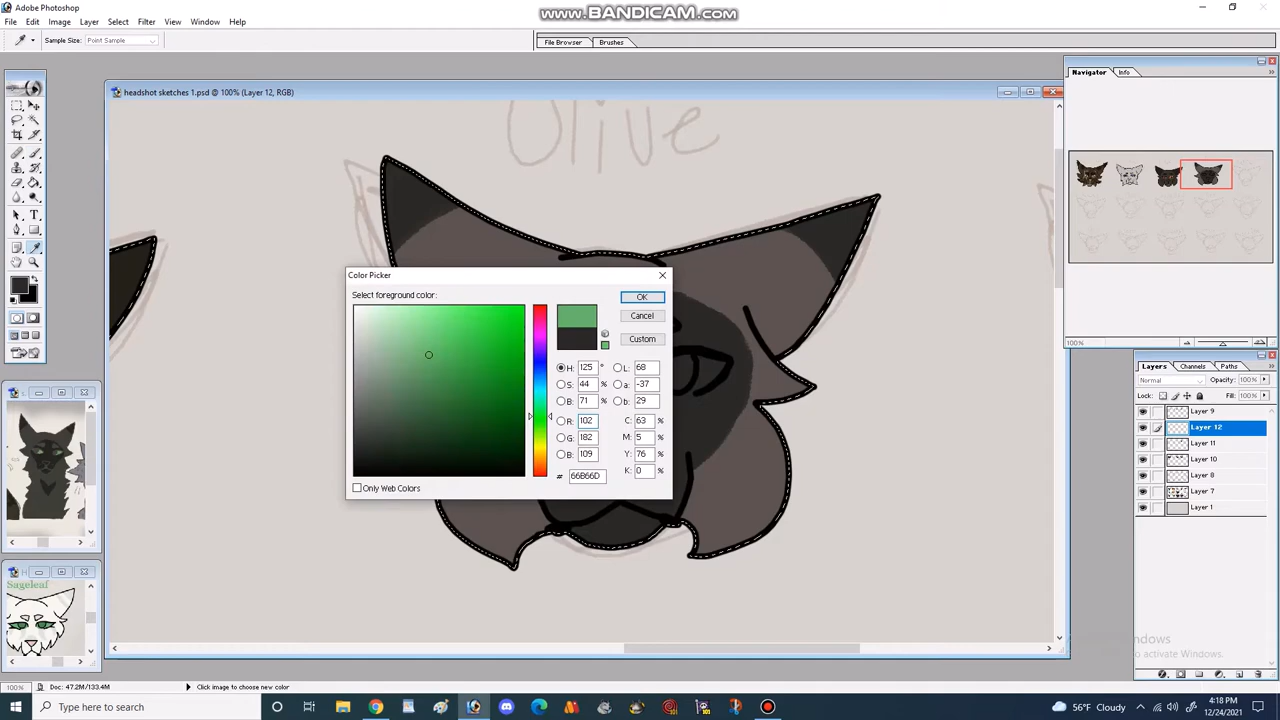 Adobe Photoshop
www.BANDICAM.com
File Edit Image Layer Select Filter View Window Help
Sample Size: Point Sample
File Browser Brushes
headshot sketches 1.psd @ 100% (Layer 12, RGB)
Olive
Navigator Info
100%
Color Picker
Select foreground color:
OK
Cancel
Custom
H: 125 ° L: 68
S: 44 % a: -37
B: 71 % b: 29
R: 102 C: 63 %
G: 182 M: 5 %
B: 109 Y: 76 %
# 66B66D K: 0 %
Only Web Colors
Layers Channels Paths
Normal Opacity: 100%
Lock: Fill: 100%
Layer 9
Layer 12
Layer 11
Layer 10
Layer 8
Layer 7
Layer 1
Sageleaf
100% Doc: 47.2M/133.4M Click image to choose new color
Type here to search
56°F Cloudy
4:18 PM
12/24/2021